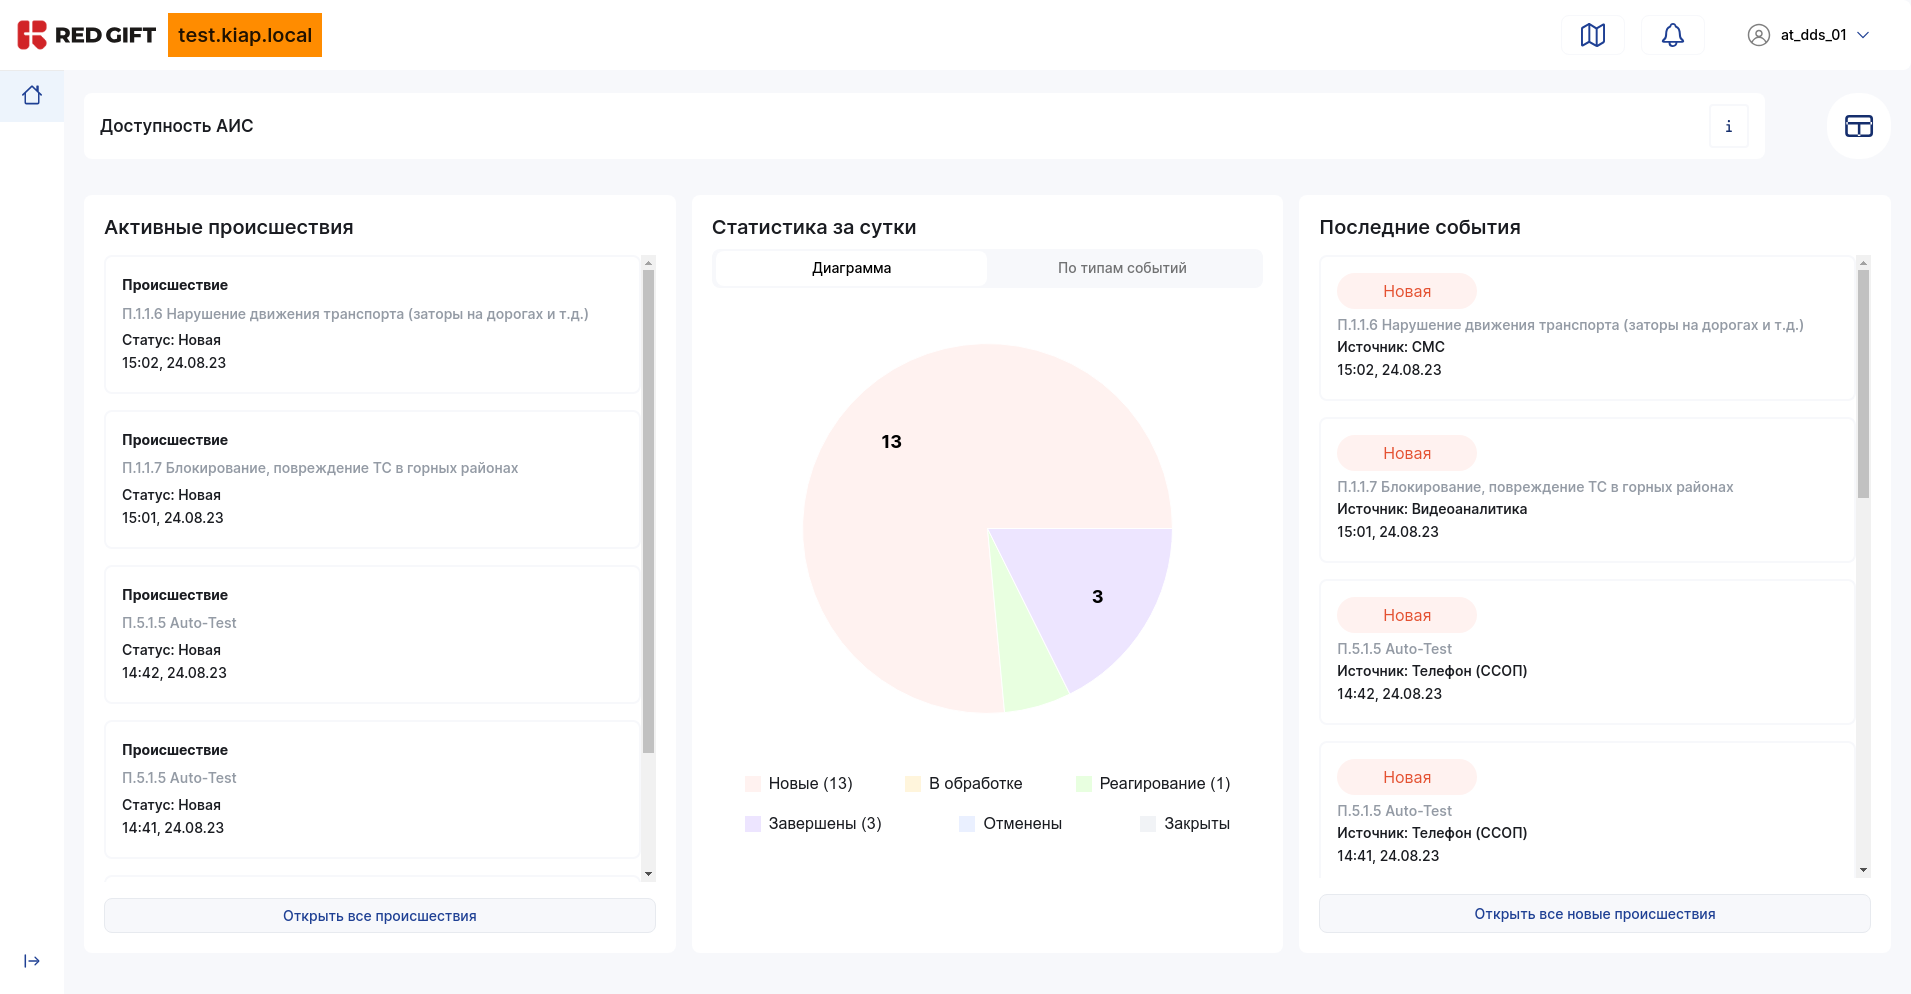 RED GIFT test.kiap.local
at_dds_01
Доступность АИС
i
Активные происшествия
Происшествие
П.1.1.6 Нарушение движения транспорта (заторы на дорогах и т.д.)
Статус: Новая
15:02, 24.08.23
Происшествие
П.1.1.7 Блокирование, повреждение ТС в горных районах
Статус: Новая
15:01, 24.08.23
Происшествие
П.5.1.5 Auto-Test
Статус: Новая
14:42, 24.08.23
Происшествие
П.5.1.5 Auto-Test
Статус: Новая
14:41, 24.08.23
Открыть все происшествия
Статистика за сутки
Диаграмма
По типам событий
13
3
Новые (13)
В обработке
Реагирование (1)
Завершены (3)
Отменены
Закрыты
Последние события
Новая
П.1.1.6 Нарушение движения транспорта (заторы на дорогах и т.д.)
Источник: СМС
15:02, 24.08.23
Новая
П.1.1.7 Блокирование, повреждение ТС в горных районах
Источник: Видеоаналитика
15:01, 24.08.23
Новая
П.5.1.5 Auto-Test
Источник: Телефон (ССОП)
14:42, 24.08.23
Новая
П.5.1.5 Auto-Test
Источник: Телефон (ССОП)
14:41, 24.08.23
Открыть все новые происшествия